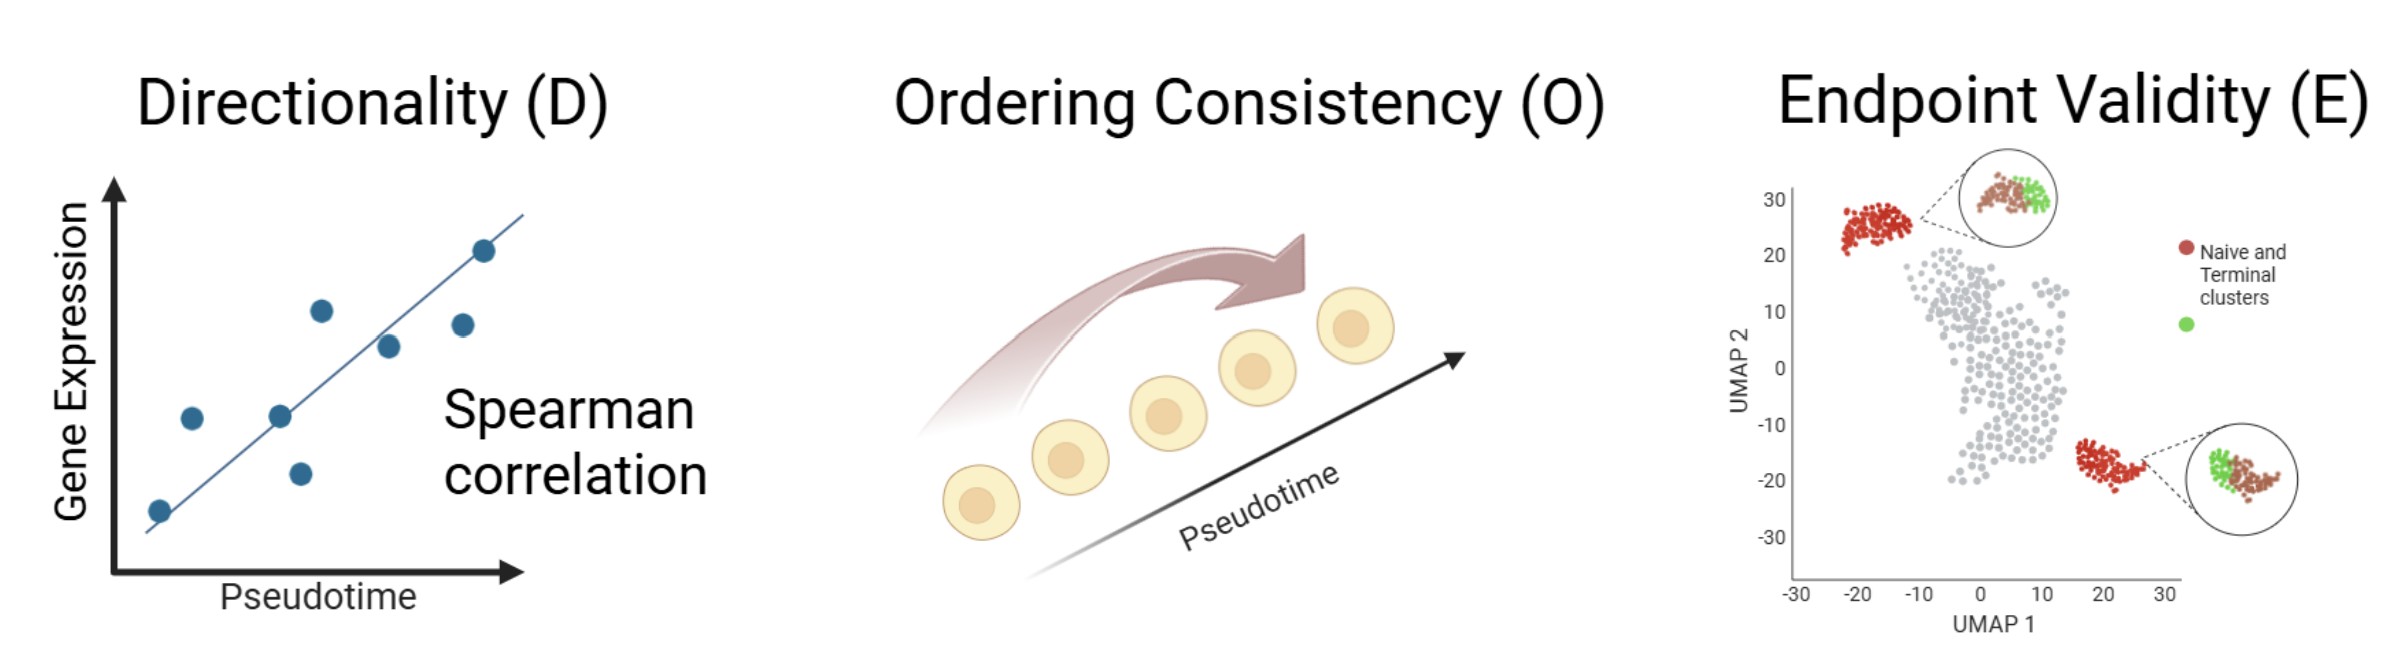 Directionality (D)
Gene Expression
Pseudotime
Spearman
correlation
Ordering Consistency (O)
Pseudotime
Endpoint Validity (E)
30
20
10
0
-10
-20
-30
UMAP 2
-30 -20 -10 0 10 20 30
UMAP 1
Naive and
Terminal
clusters